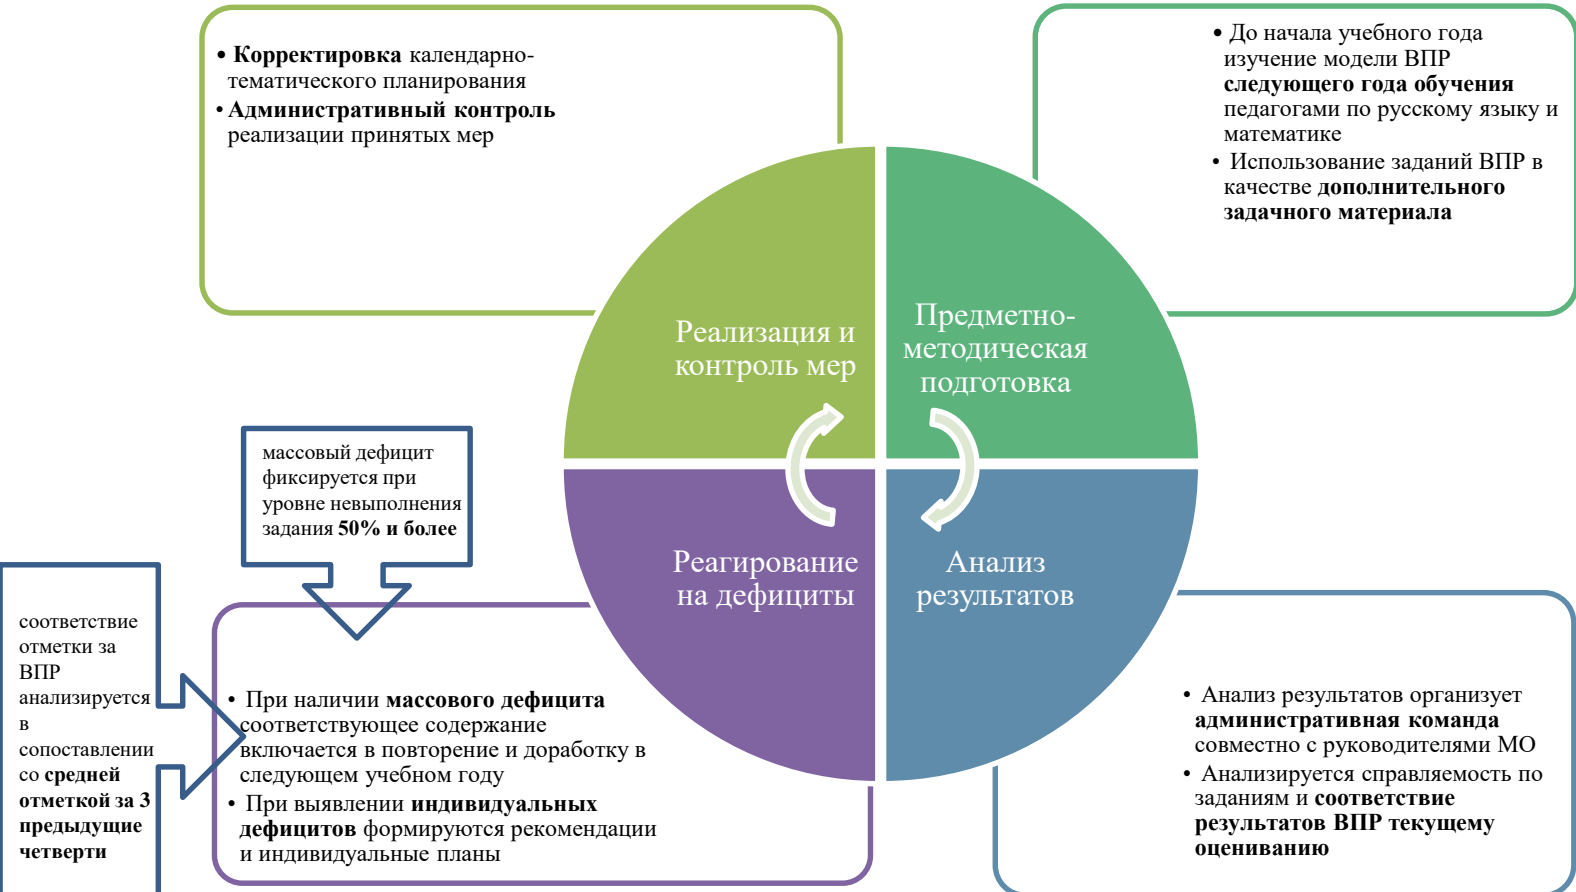 • Корректировка календарно-
тематического планирования
• Административный контроль
реализации принятых мер
• До начала учебного года
изучение модели ВПР
следующего года обучения
педагогами по русскому языку и
математике
• Использование заданий ВПР в
качестве дополнительного
задачного материала
Реализация и
контроль мер
Предметно-
методическая
подготовка
Реагирование
на дефициты
Анализ
результатов
массовый дефицит
фиксируется при
уровне невыполнения
задания 50% и более
соответствие
отметки за
ВПР
анализируется
в
сопоставлении
со средней
отметкой за 3
предыдущие
четверти
• При наличии массового дефицита
соответствующее содержание
включается в повторение и доработку в
следующем учебном году
• При выявлении индивидуальных
дефицитов формируются рекомендации
и индивидуальные планы
• Анализ результатов организует
административная команда
совместно с руководителями МО
• Анализируется справляемость по
заданиям и соответствие
результатов ВПР текущему
оцениванию